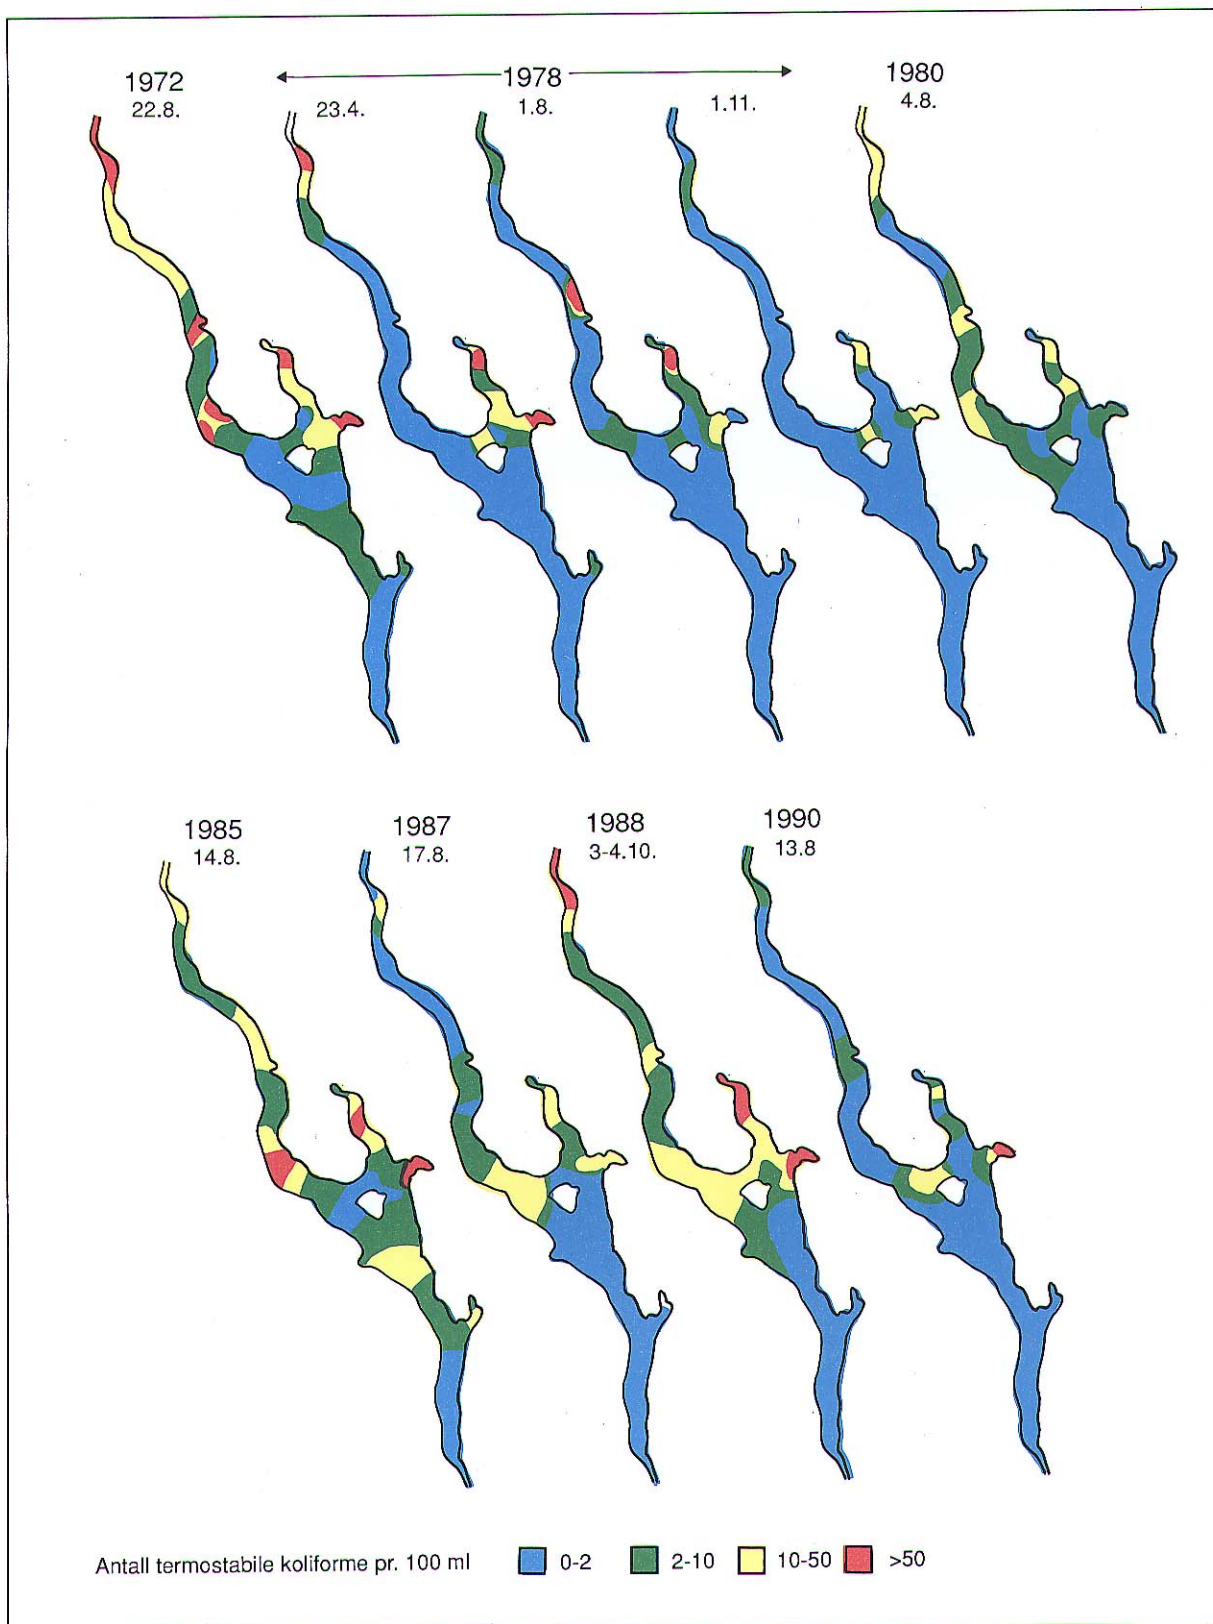 1972 1978 1980
22.8. 23.4. 1.8. 1.11. 4.8.
1985 1987 1988 1990
14.8. 17.8. 3-4.10. 13.8
Antall termostabile koliforme pr. 100 ml 0-2 2-10 10-50 >50